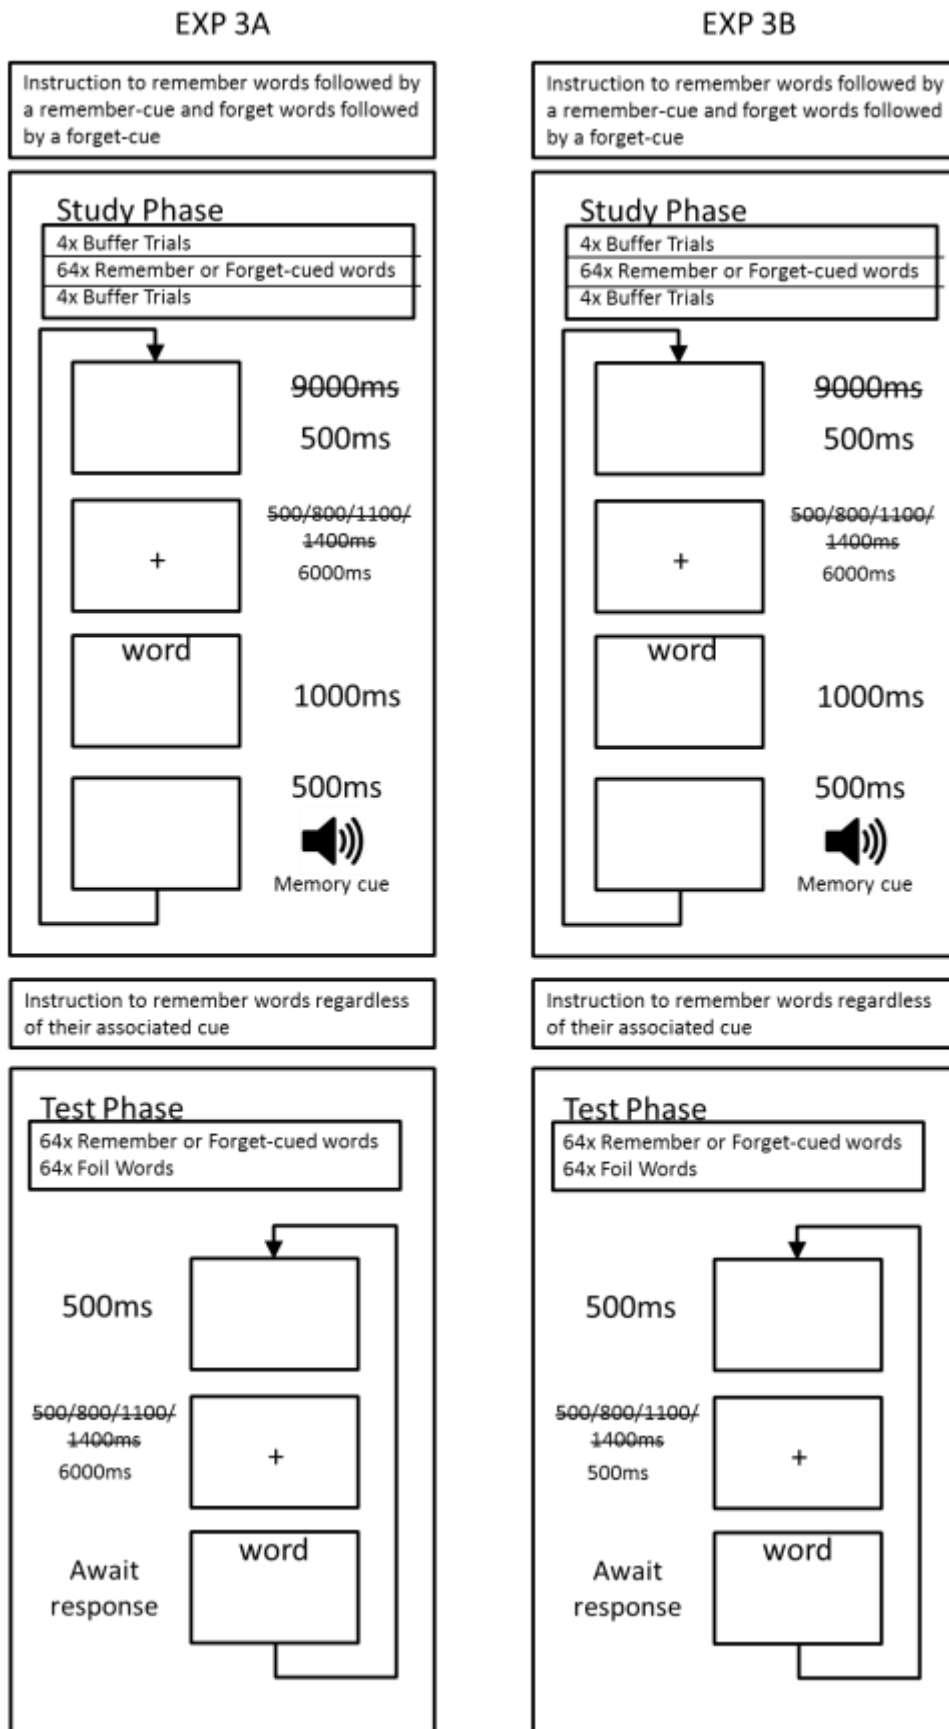 EXP 3A
Instruction to remember words followed by
a remember-cue and forget words followed
by a forget-cue
Study Phase
4x Buffer Trials
64x Remember or Forget-cued words
4x Buffer Trials
9000ms
500ms
500/800/1100/
1400ms
6000ms
+
word
1000ms
500ms
Memory cue
Instruction to remember words regardless
of their associated cue
Test Phase
64x Remember or Forget-cued words
64x Foil Words
500ms
500/800/1100/
1400ms
6000ms
+
word
Await
response
EXP 3B
Instruction to remember words followed by
a remember-cue and forget words followed
by a forget-cue
Study Phase
4x Buffer Trials
64x Remember or Forget-cued words
4x Buffer Trials
9000ms
500ms
500/800/1100/
1400ms
6000ms
+
word
1000ms
500ms
Memory cue
Instruction to remember words regardless
of their associated cue
Test Phase
64x Remember or Forget-cued words
64x Foil Words
500ms
500/800/1100/
1400ms
500ms
+
word
Await
response